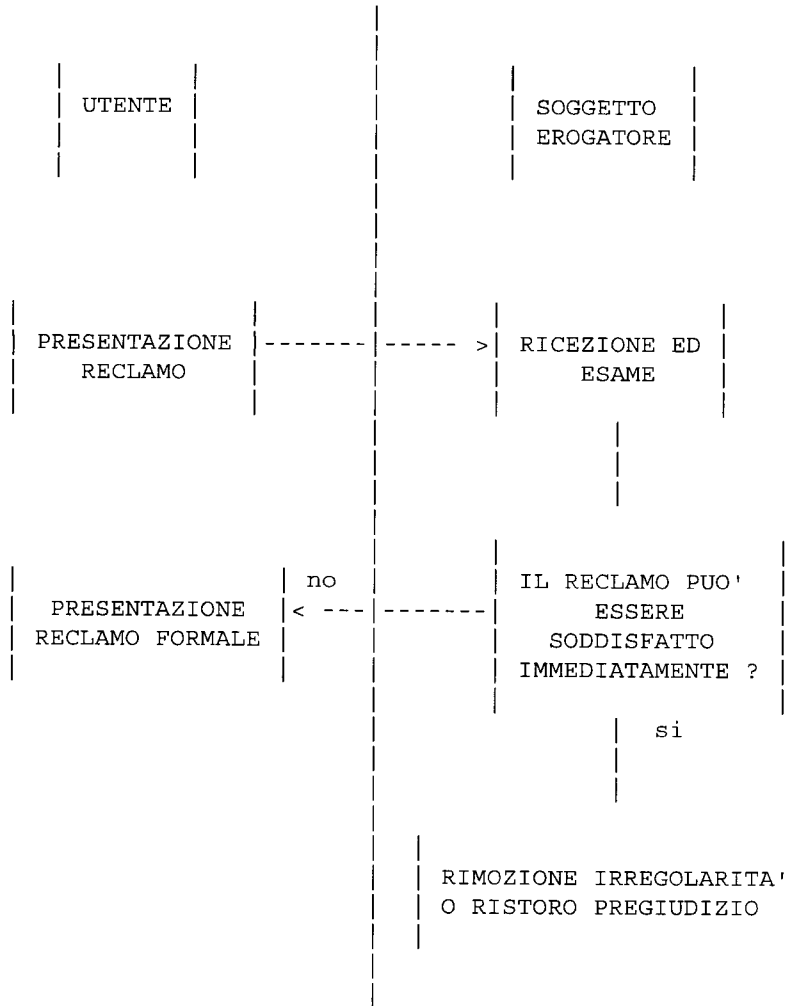 UTENTE
SOGGETTO
EROGATORE
PRESENTAZIONE
RECLAMO
RICEZIONE ED
ESAME
no
PRESENTAZIONE
RECLAMO FORMALE
IL RECLAMO PUO'
ESSERE
SODDISFATTO
IMMEDIATAMENTE ?
si
RIMOZIONE IRREGOLARITA'
O RISTORO PREGIUDIZIO